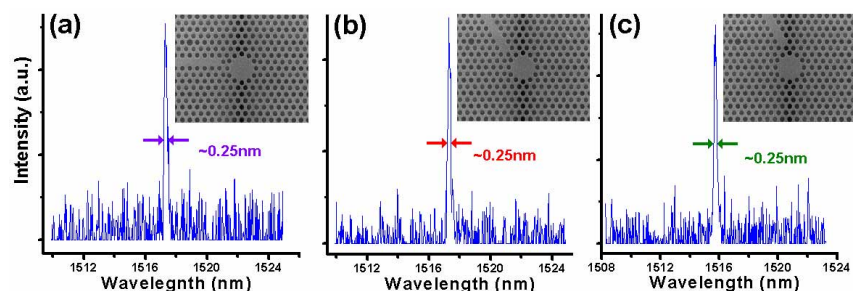 (a)
(b)
(c)
Intensity (a.u.)
~0.25nm
~0.25nm
~0.25nm
1512 1516 1520 1524
1512 1516 1520 1524
1508 1512 1516 1520 1524
Wavelegnth (nm)
Wavelength (nm)
Wavelength (nm)